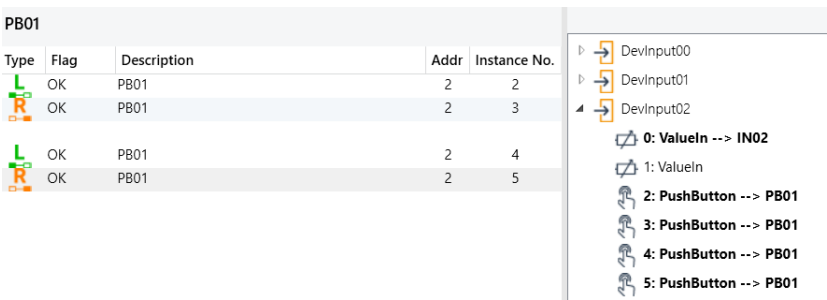 PB01
Type Flag Description Addr Instance No.
L OK PB01 2 2
R OK PB01 2 3
L OK PB01 2 4
R OK PB01 2 5
DevInput00
DevInput01
DevInput02
0: ValueIn --> IN02
1: ValueIn
2: PushButton --> PB01
3: PushButton --> PB01
4: PushButton --> PB01
5: PushButton --> PB01